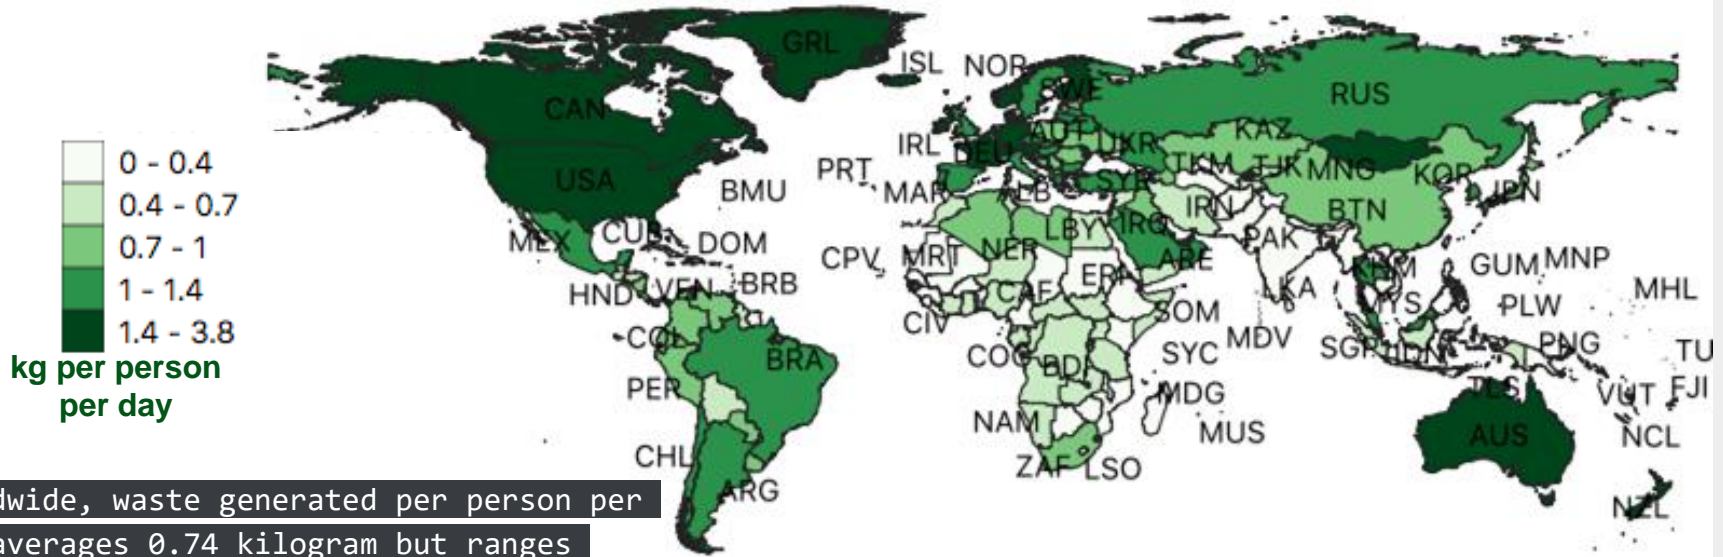 GRL
ISL
NOR
SWE
RUS
CAN
AUT
UKR
KAZ
IRL
DEU
USA
PRT
TKM
TJK
MNG
KOR
JPN
BMU
MAR
ALB
SYR
IRN
BTN
MEX
CUB
DOM
LBY
IRQ
PAK
CPV
MRT
NER
ARE
KHM
GUM
MNP
HND
VEN
BRB
CAF
ERI
LKA
MYS
PLW
MHL
CIV
SOM
MDV
COL
BRA
COG
BDI
SYC
SGP
IDN
PNG
TU
PER
MDG
TLS
VUT
FJI
NAM
MUS
AUS
NCL
CHL
ZAF
LSO
ARG
NZL
0 - 0.4
0.4 - 0.7
0.7 - 1
1 - 1.4
1.4 - 3.8
kg per person
per day
dwide, waste generated per person per
averages 0.74 kilogram but ranges